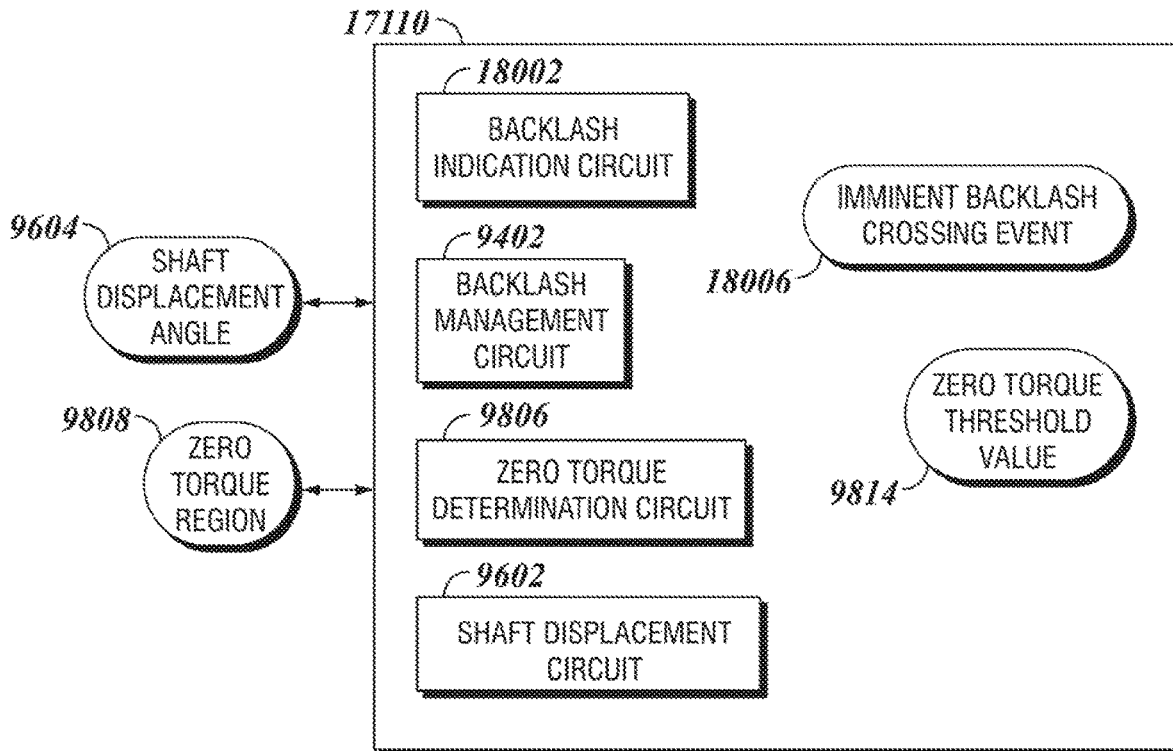 17110
18002
BACKLASH
INDICATION CIRCUIT
IMMINENT BACKLASH
CROSSING EVENT
18006
9604
SHAFT
DISPLACEMENT
ANGLE
9402
BACKLASH
MANAGEMENT
CIRCUIT
ZERO TORQUE
THRESHOLD
VALUE
9814
9808
ZERO
TORQUE
REGION
9806
ZERO TORQUE
DETERMINATION CIRCUIT
9602
SHAFT DISPLACEMENT
CIRCUIT